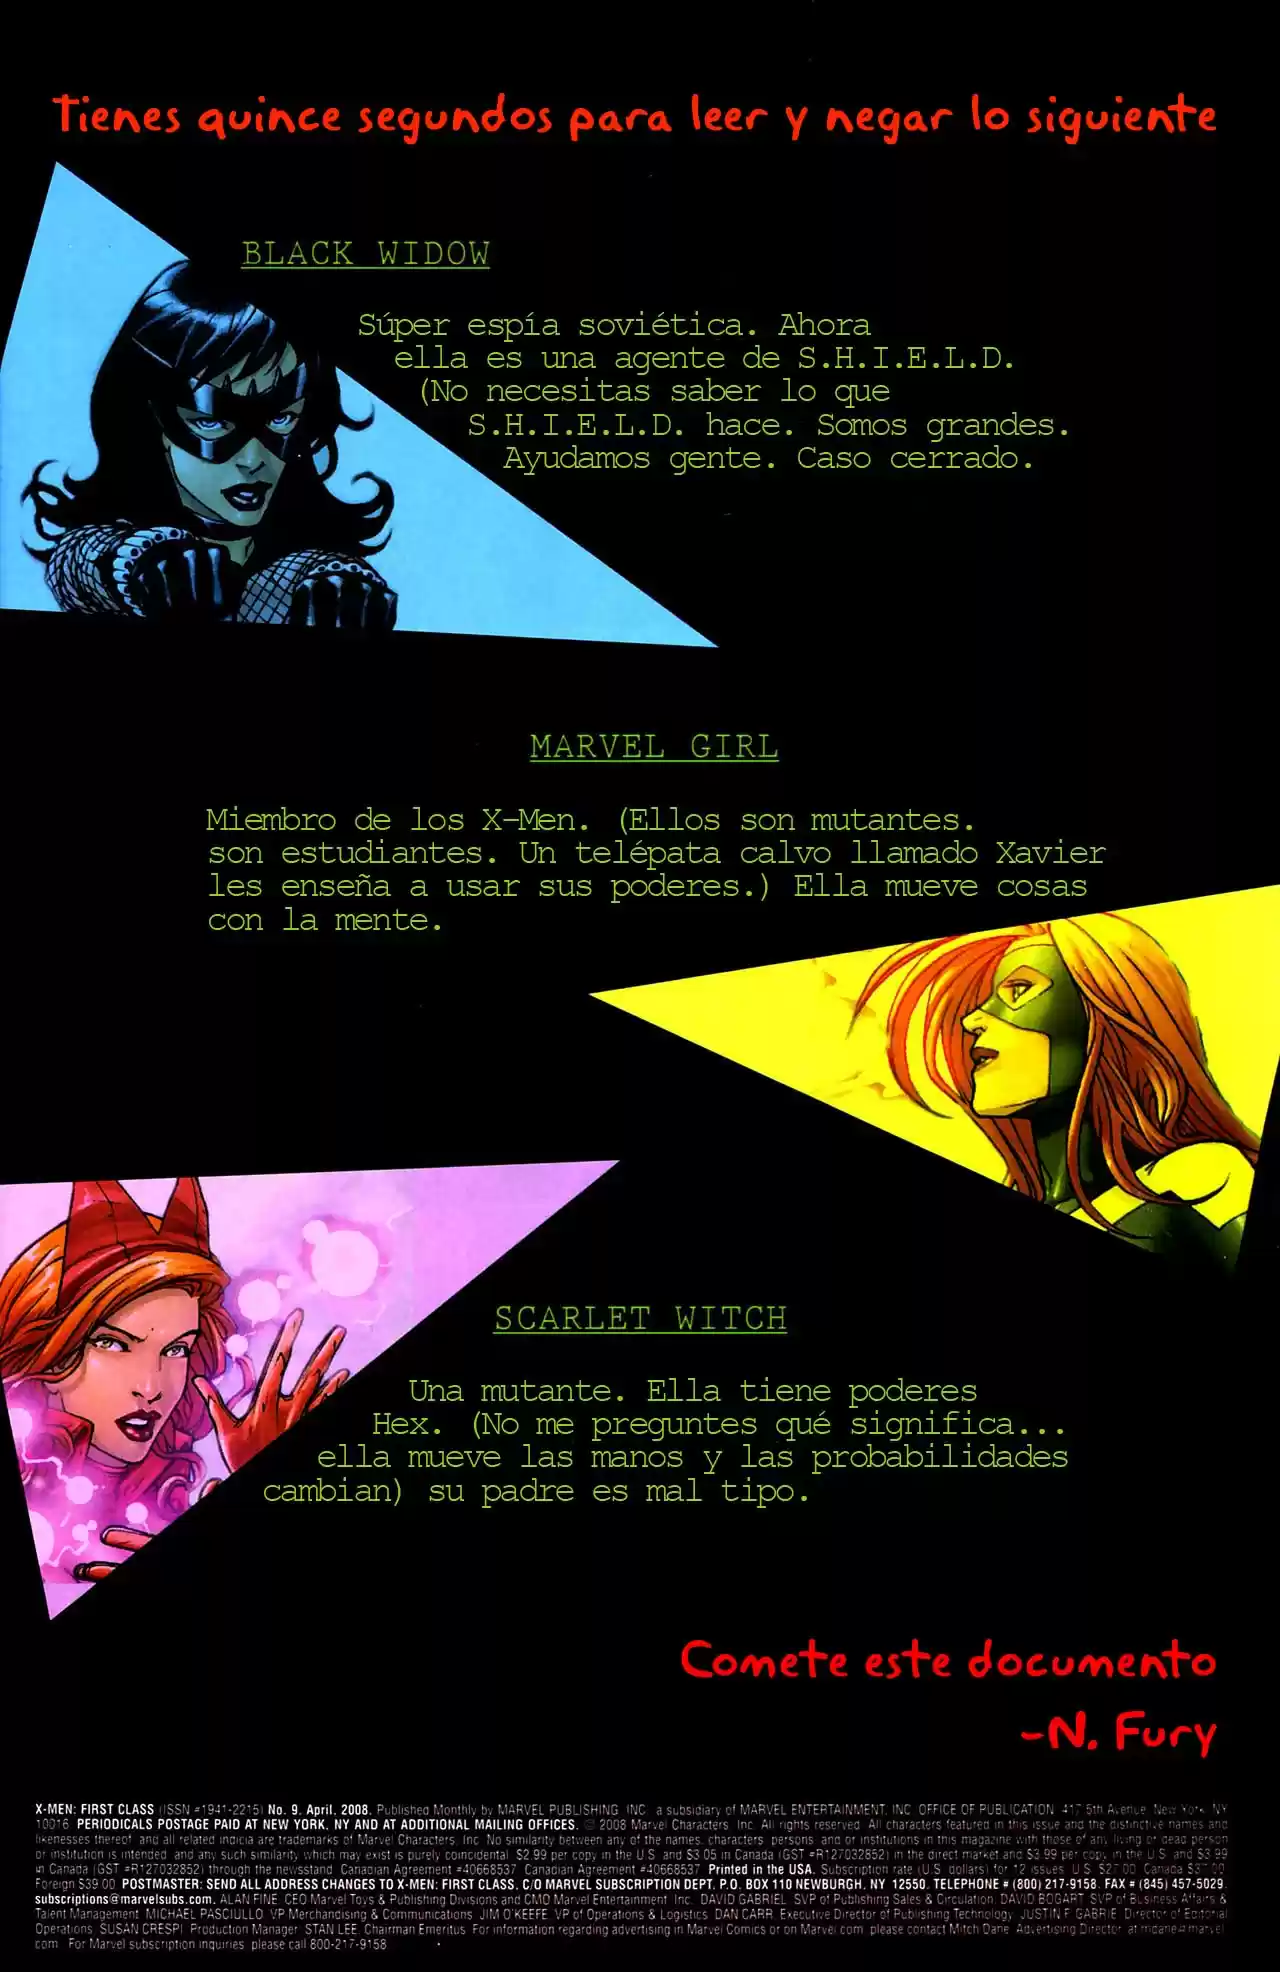 Tienes quince segundos para leer y negar lo siguiente
BLACK WIDOW
Súper espía soviética. Ahora
ella es una agente de S.H.I.E.L.D.
(No necesitas saber lo que
S.H.I.E.L.D. hace. Somos grandes.
Ayudamos gente. Caso cerrado.
MARVEL GIRL
Miembro de los X-Men. (Ellos son mutantes.
son estudiantes. Un telépata calvo llamado Xavier
les enseña a usar sus poderes.) Ella mueve cosas
con la mente.
SCARLET WITCH
Una mutante. Ella tiene poderes
Hex. (No me preguntes qué significa...
ella mueve las manos y las probabilidades
cambian) su padre es mal tipo.
Comete este documento
-N. Fury
X-MEN: FIRST CLASS (ISSN #1941-2215) No. 9. April, 2008. Published Monthly by MARVEL PUBLISHING, INC. a subsidiary of MARVEL ENTERTAINMENT, INC. OFFICE OF PUBLICATION 417 5th Avenue, New York, NY
10016. PERIODICALS POSTAGE PAID AT NEW YORK, NY AND AT ADDITIONAL MAILING OFFICES. © 2008 Marvel Characters, Inc. All rights reserved. All characters featured in this issue and the distinctive names and
likenesses thereof, and all related indicia are trademarks of Marvel Characters, Inc. No similarity between any of the names, characters, persons, and or institutions in this magazine with those of any living or dead person
or institution is intended, and any such similarity which may exist is purely coincidental. $2.99 per copy in the U.S. and $3.05 in Canada (GST #R127032852) in the direct market and $3.99 per copy in the U.S. and $3.99
in Canada (GST #R127032852) through the newsstand. Canadian Agreement #40668537. Canadian Agreement #40668537. Printed in the USA. Subscription rate (U.S. dollars) for 12 issues: U.S. $27.00, Canada $37.00,
Foreign $39.00. POSTMASTER: SEND ALL ADDRESS CHANGES TO X-MEN: FIRST CLASS, C/O MARVEL SUBSCRIPTION DEPT, P.O. BOX 110 NEWBURGH, NY 12550. TELEPHONE # (800) 217-9158. FAX # (845) 457-5029.
subscriptions@marvelsubs.com. ALAN FINE, CEO Marvel Toys & Publishing Divisions and CMO Marvel Entertainment, Inc. DAVID GABRIEL, SVP of Publishing Sales & Circulation, DAVID BOGART, SVP of Business Affairs &
Talent Management, MICHAEL PASCIULLO, VP Merchandising & Communications, JIM O'KEEFE, VP of Operations & Logistics, DAN CARR, Executive Director of Publishing Technology, JUSTIN F. GABRIE, Director of Editorial
Operations, SUSAN CRESPI, Production Manager, STAN LEE, Chairman Emeritus. For information regarding advertising in Marvel Comics or on Marvel.com, please contact Mitch Dane, Advertising Director, at
com. For Marvel subscription inquiries, please call 800-217-9158.